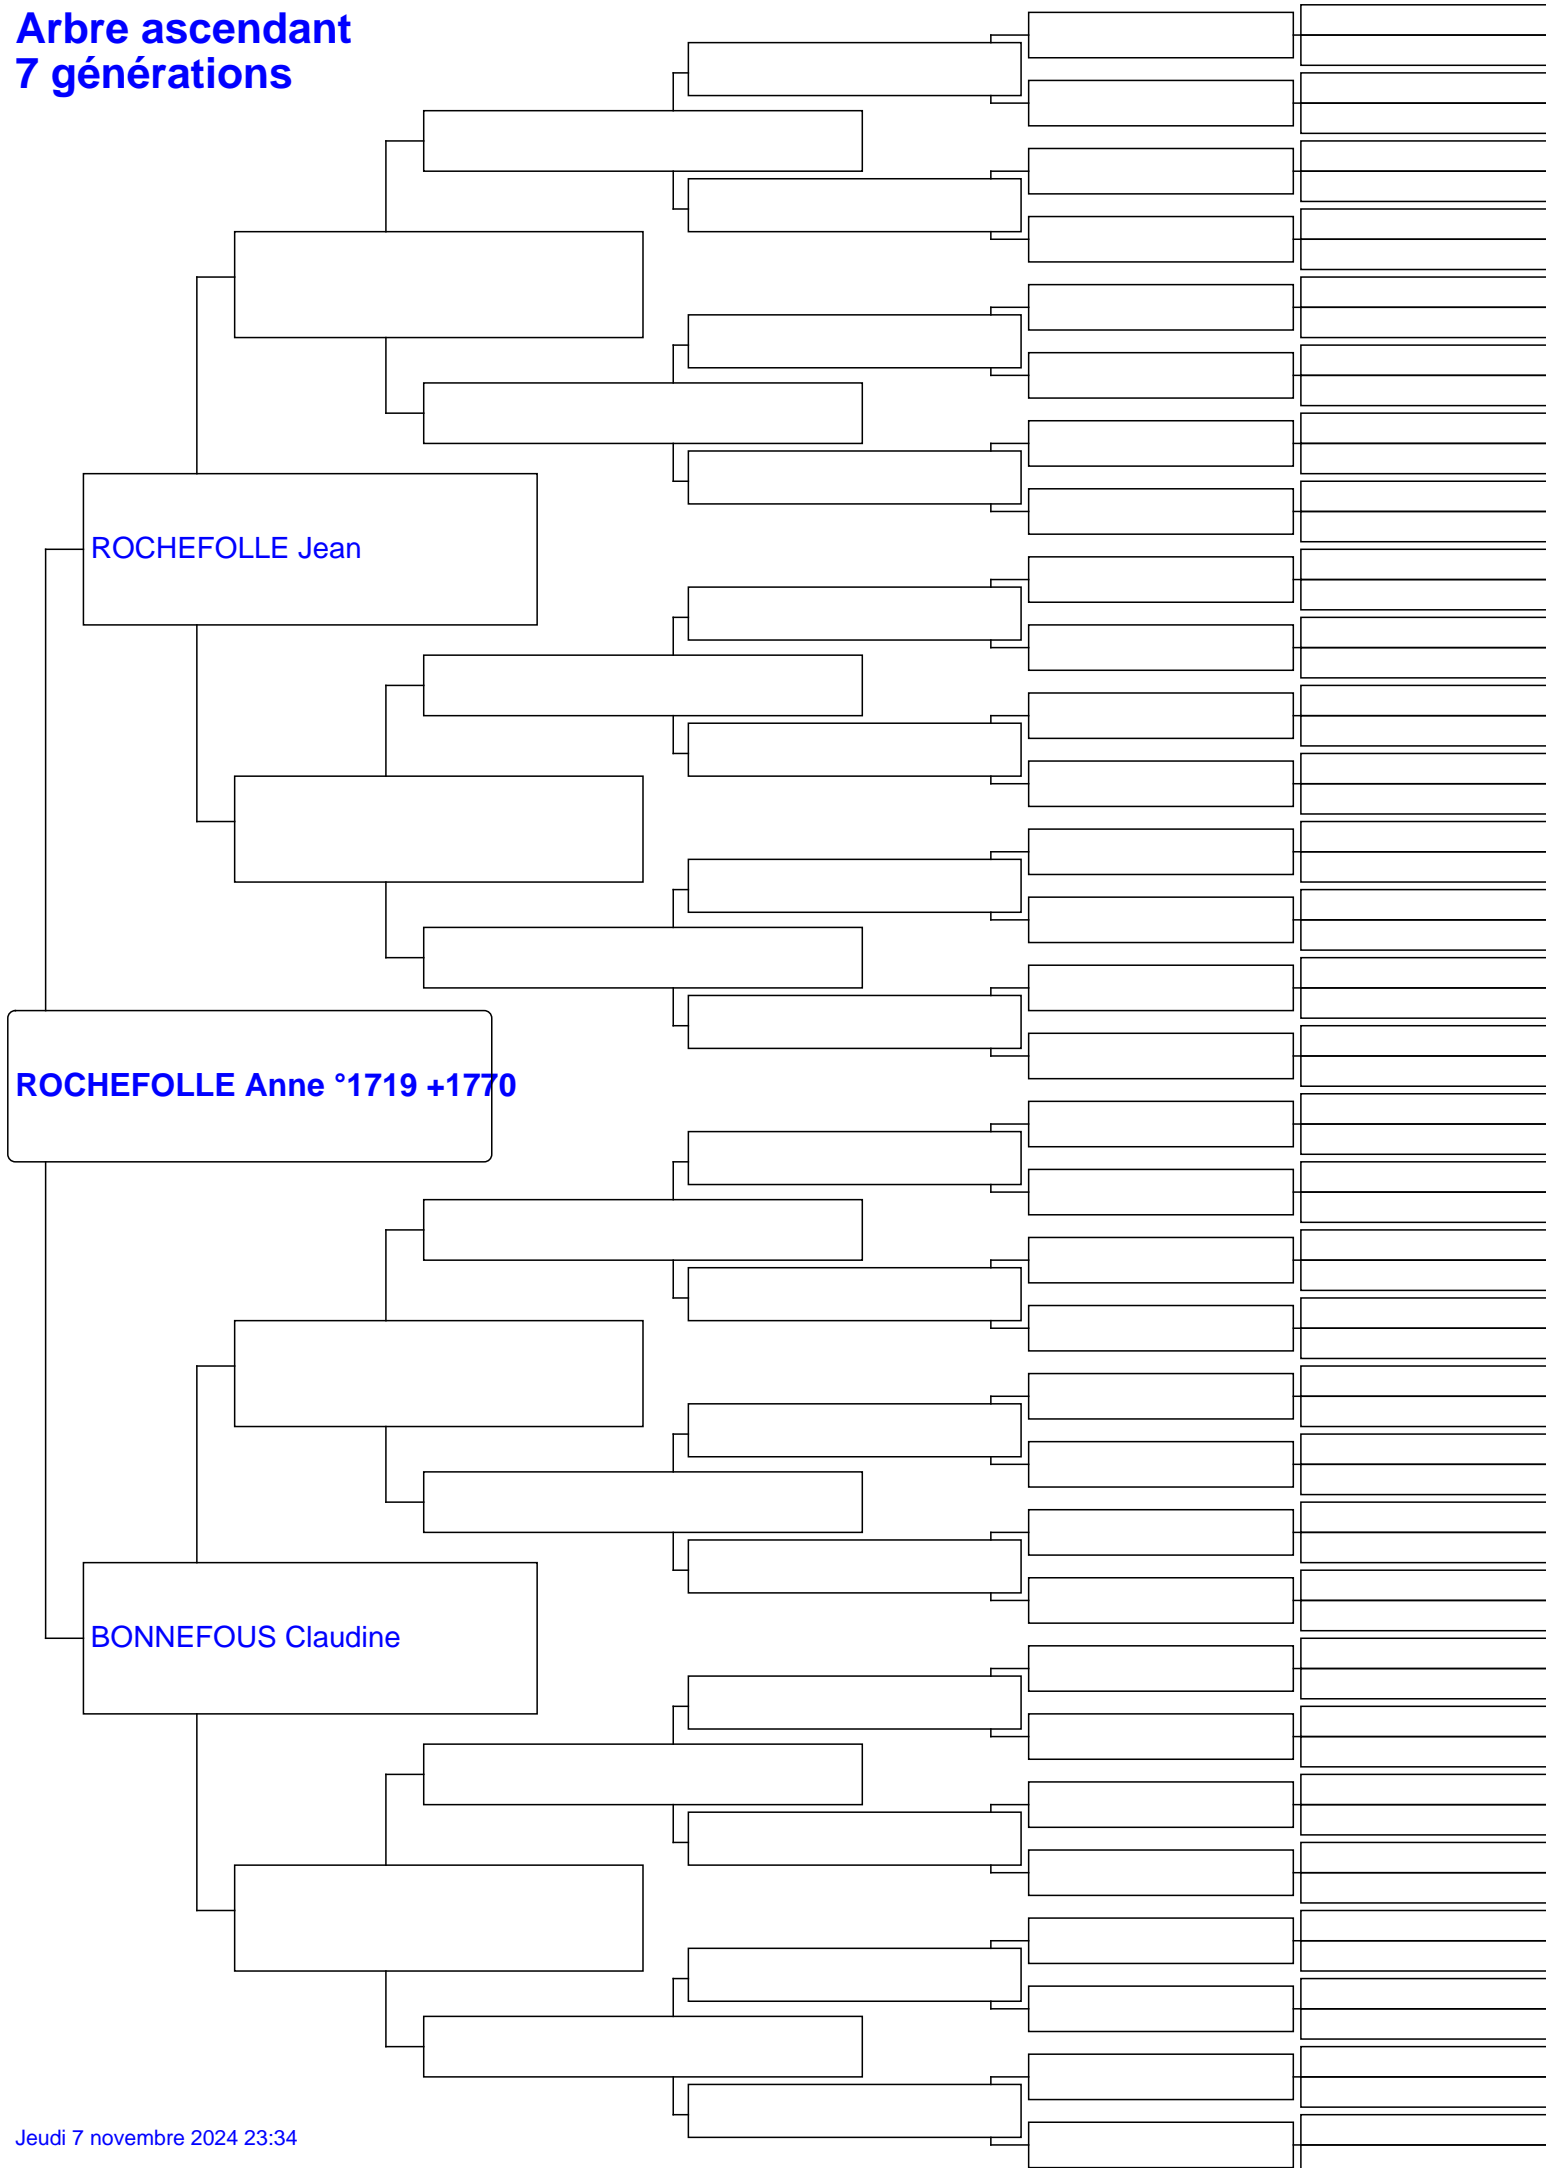 Arbre ascendant
7 générations
ROCHEFOLLE Jean
ROCHEFOLLE Anne °1719 +1770
BONNEFOUS Claudine
Jeudi 7 novembre 2024 23:34